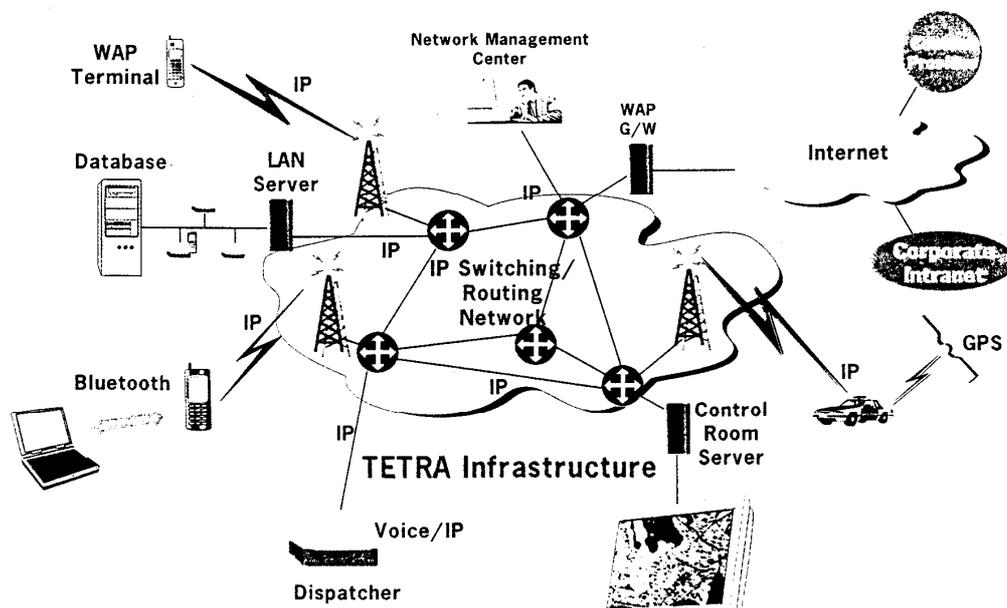 Network Management
Center
WAP
Terminal
IP
WAP
G/W
Internet
Database
LAN
Server
IP
IP
IP
Switching/
Routing
Network
Corporate
Intranet
IP
GPS
IP
Bluetooth
IP
IP
Control
Room
Server
TETRA Infrastructure
Voice/IP
Dispatcher